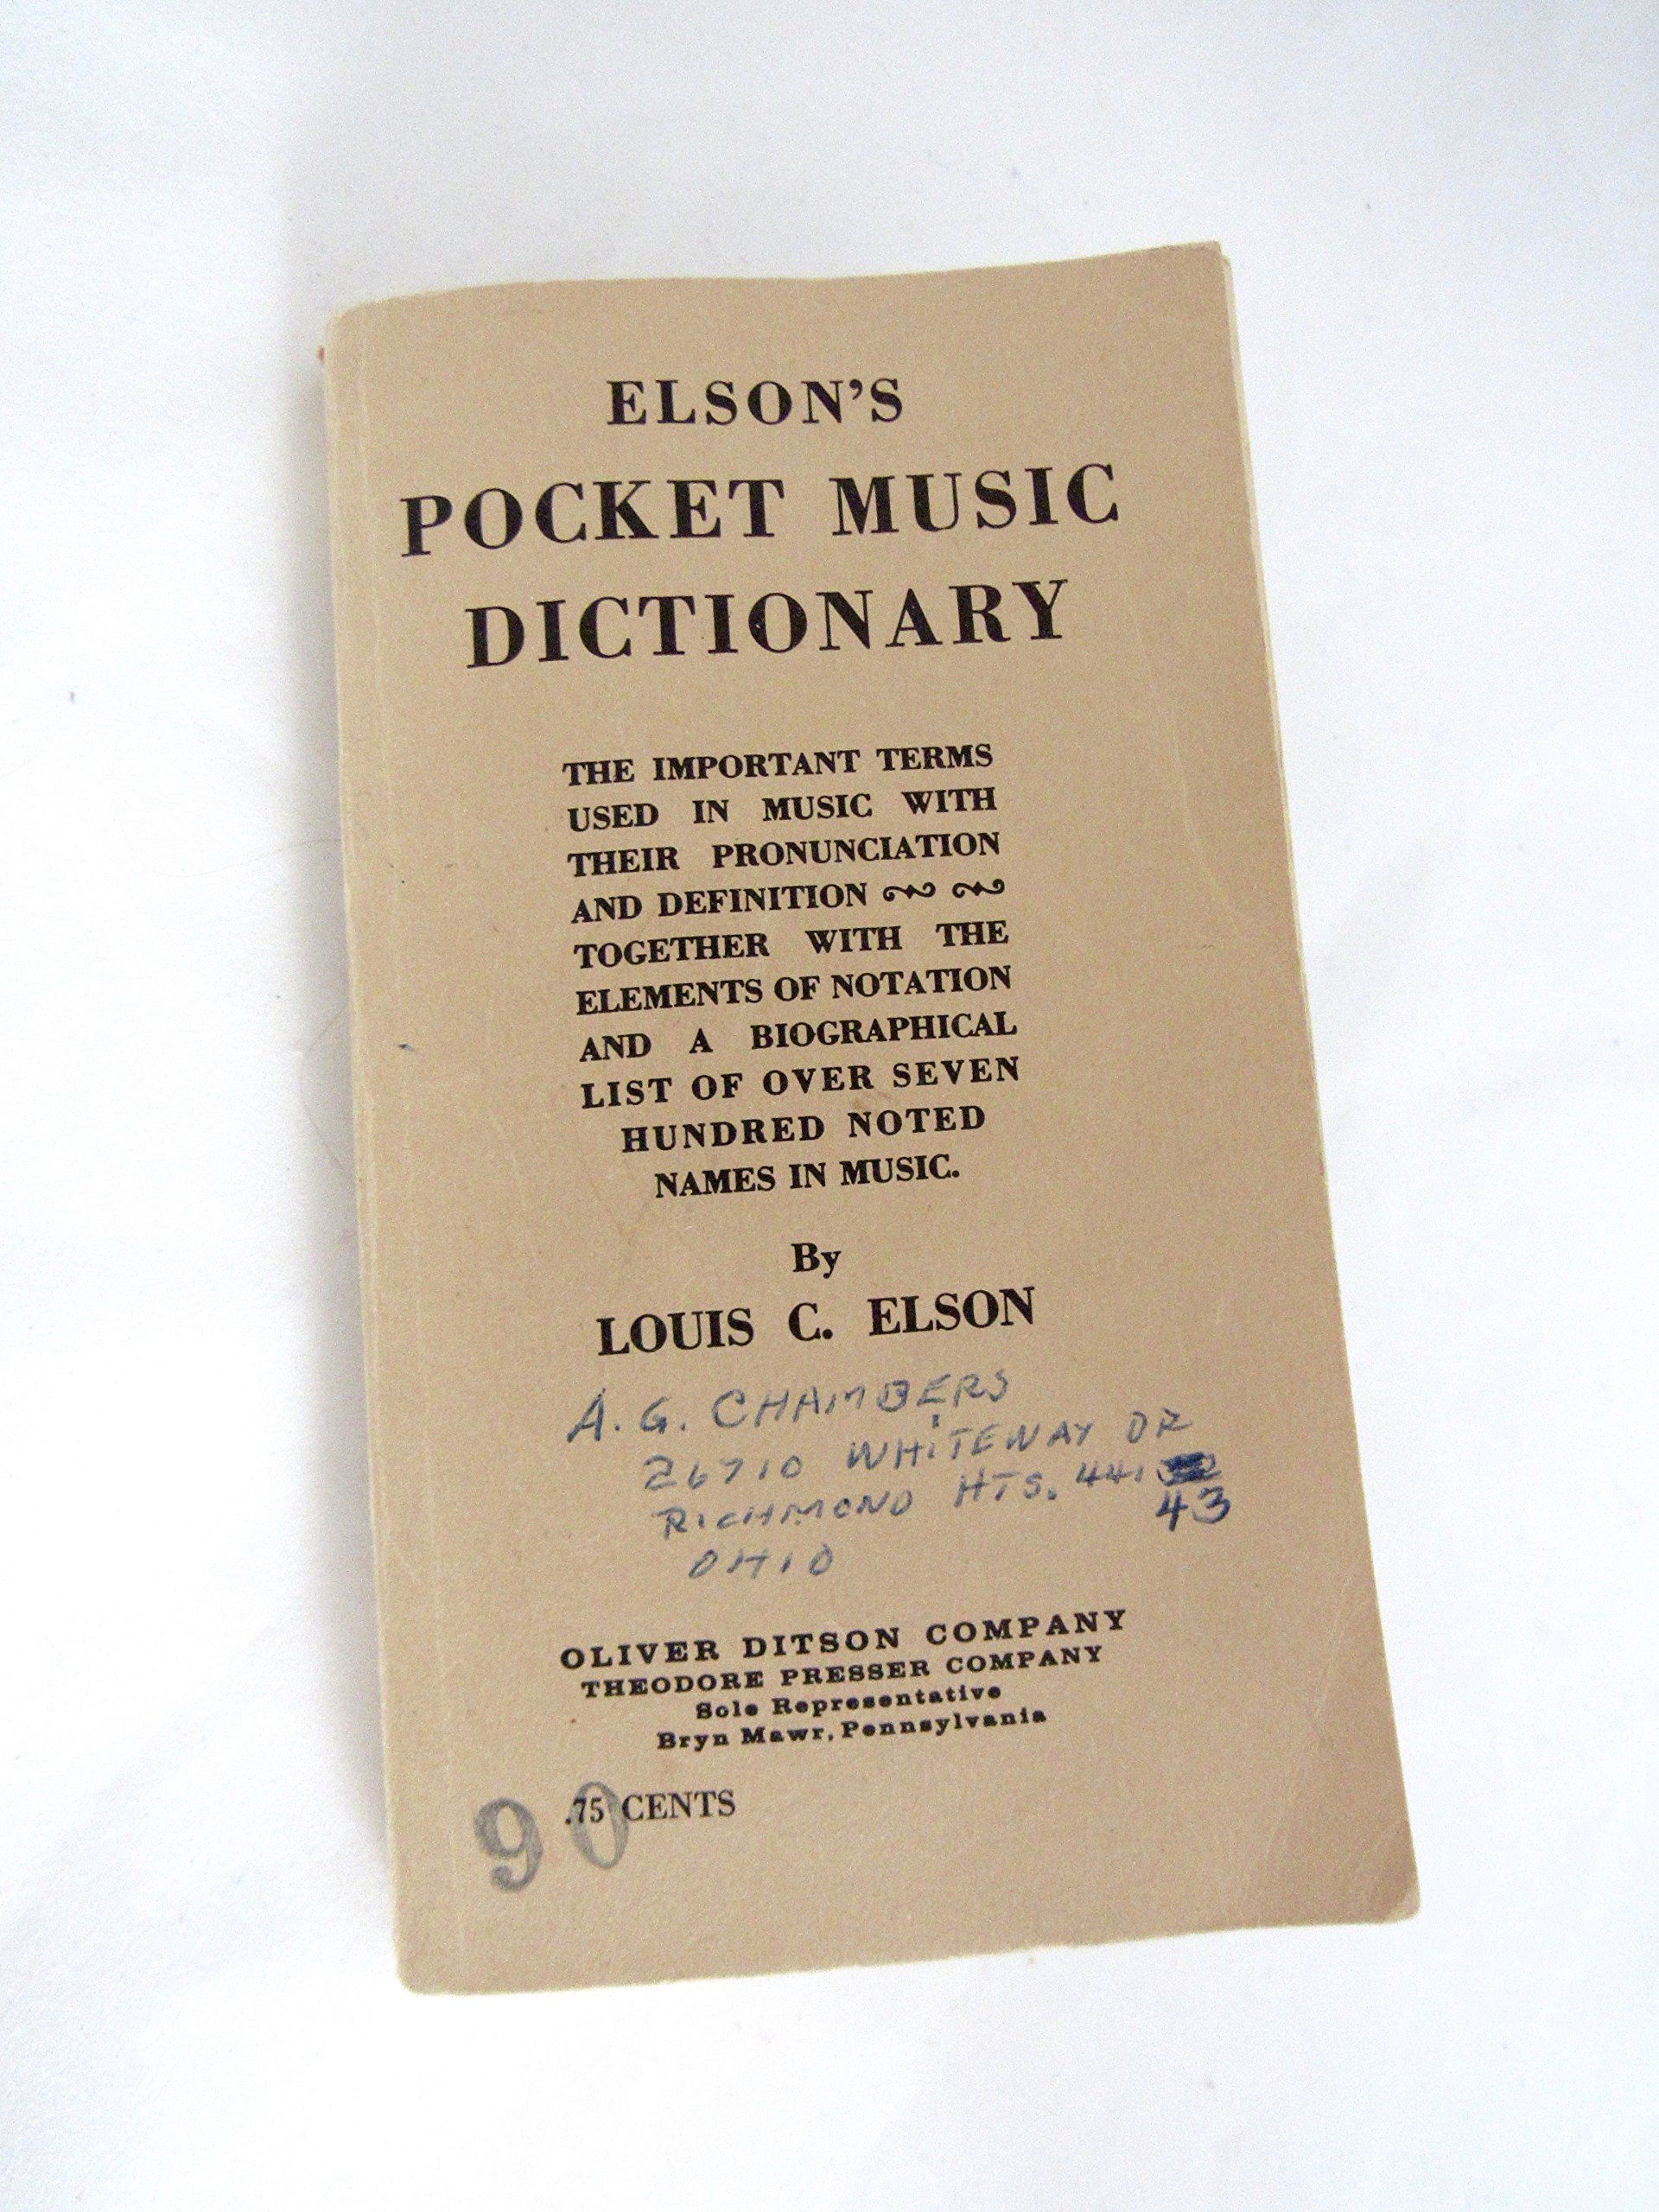 ELSON'S
POCKET MUSIC
DICTIONARY
THE IMPORTANT TERMS
USED IN MUSIC WITH
THEIR PRONUNCIATION
AND DEFINITION
TOGETHER WITH THE
ELEMENTS OF NOTATION
AND A BIOGRAPHICAL
LIST OF OVER SEVEN
HUNDRED NOTED
NAMES IN MUSIC.
By
LOUIS C. ELSON
A. G. CHAMBERS
26710 WHITEWAY DR
RICHMOND HTS. 441
43
OHIO
OLIVER DITSON COMPANY
THEODORE PRESSER COMPANY
Sole Representative
Bryn Mawr, Pennsylvania
.75 CENTS
90